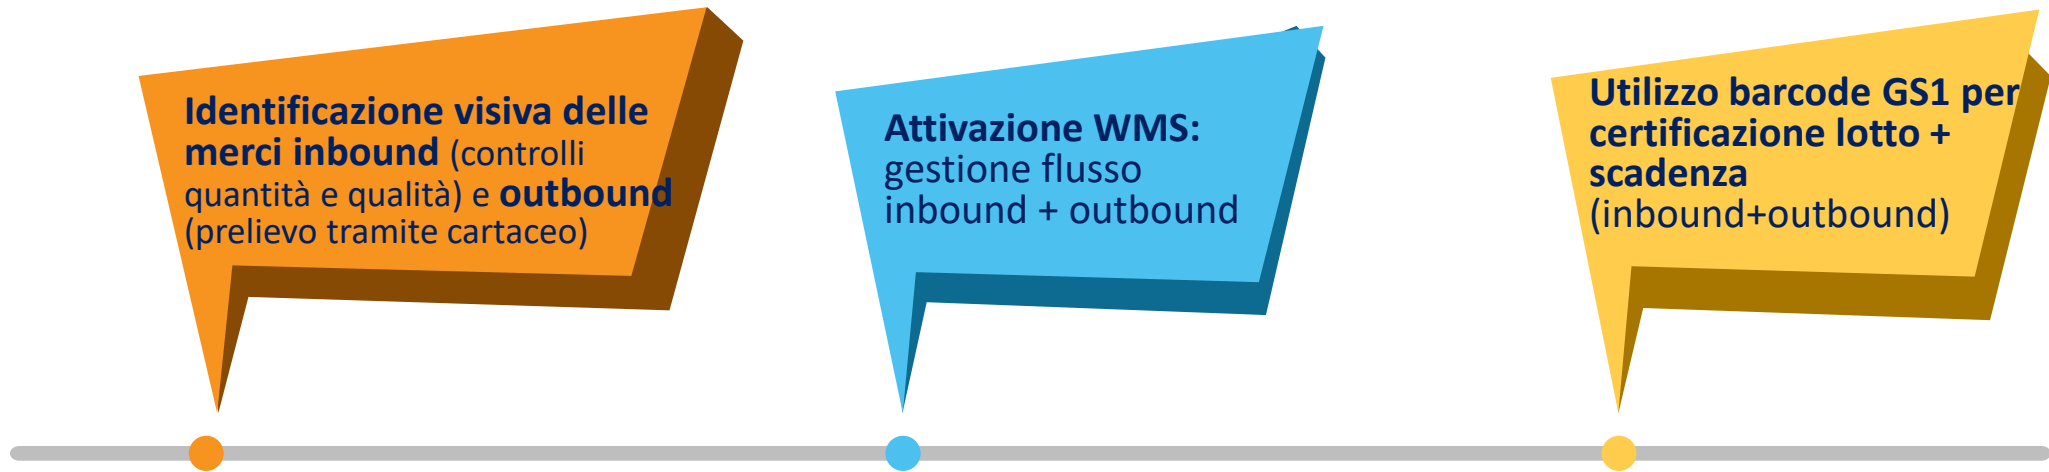 Identificazione visiva delle
merci inbound (controlli
quantità e qualità) e outbound
(prelievo tramite cartaceo)
Attivazione WMS:
gestione flusso
inbound + outbound
Utilizzo barcode GS1 per
certificazione lotto +
scadenza
(inbound+outbound)